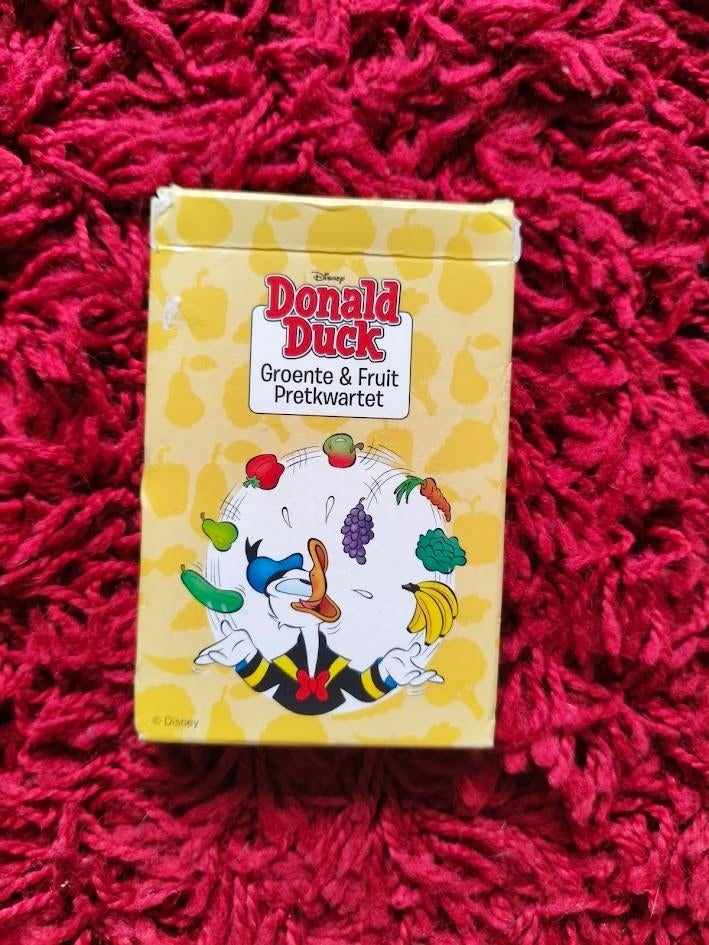 Disney
Donald
Duck
Groente & Fruit
Pretkwartet
© Disney